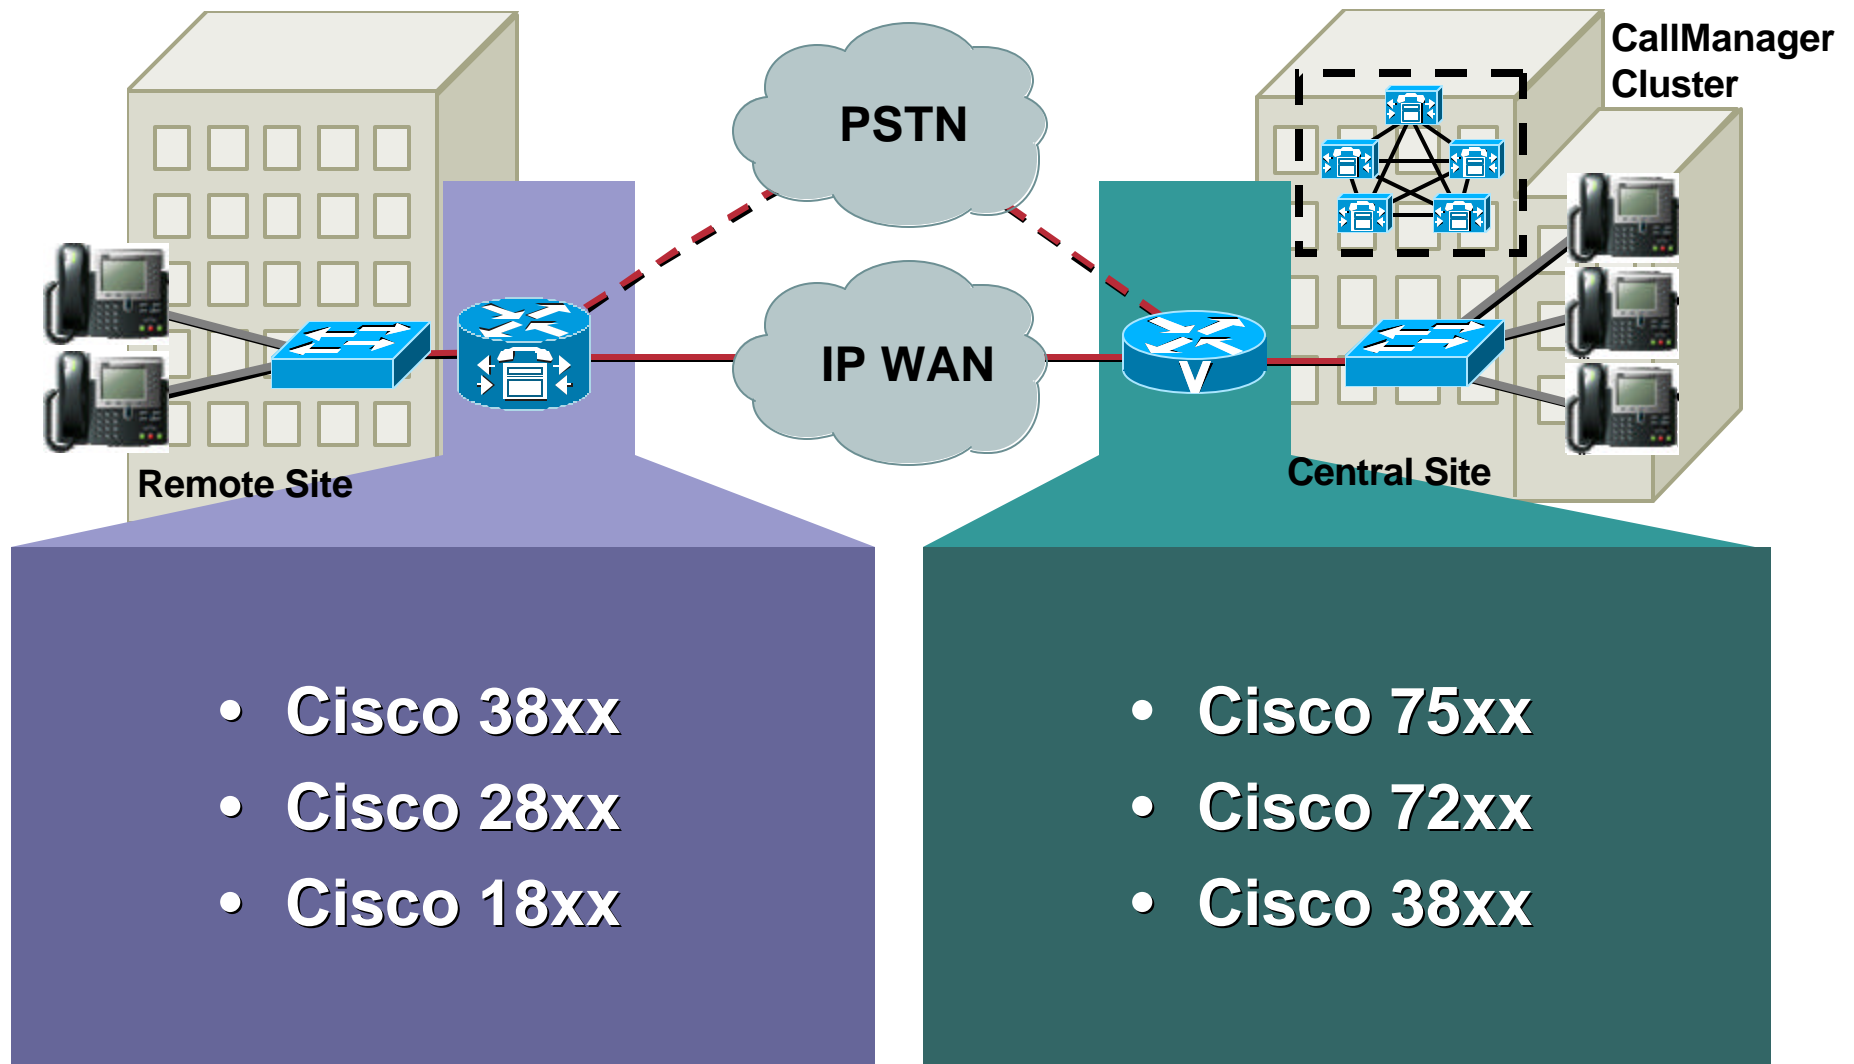 CallManager
Cluster
PSTN
IP WAN
V
Remote Site
Central Site
• Cisco 38xx
• Cisco 28xx
• Cisco 18xx
• Cisco 75xx
• Cisco 72xx
• Cisco 38xx